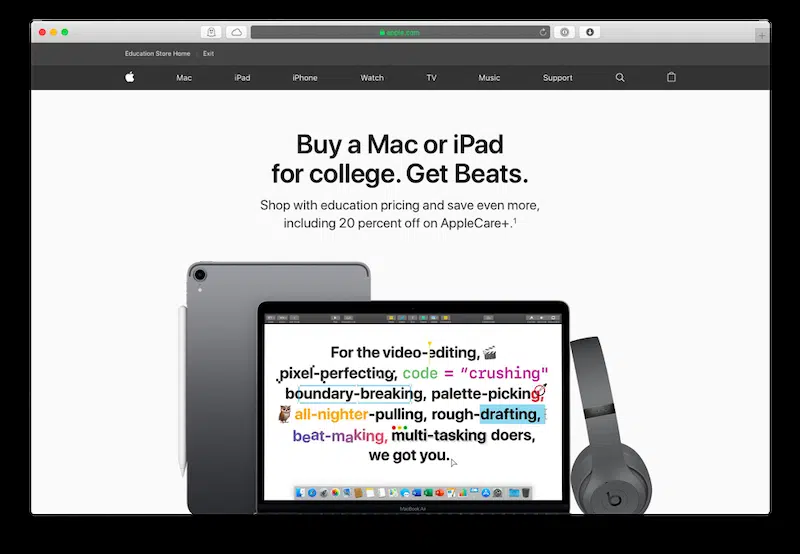 apple.com
Education Store Home Exit
Mac iPad iPhone Watch TV Music Support
Buy a Mac or iPad
for college. Get Beats.
Shop with education pricing and save even more,
including 20 percent off on AppleCare+.¹
For the video-editing,
pixel-perfecting, code = "crushing"
boundary-breaking, palette-picking,
all-nighter-pulling, rough-drafting,
beat-making, multi-tasking doers,
we got you.
MacBook Air